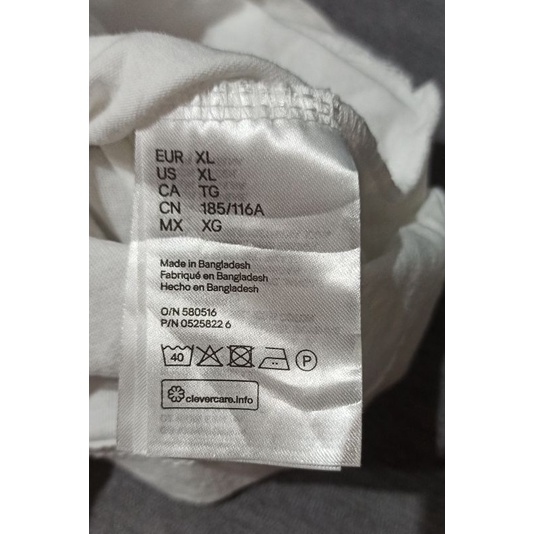 EUR XL
US XL
CA TG
CN 185/116A
MX XG
Made in Bangladesh
Fabriqué en Bangladesh
Hecho en Bangladesh
O/N 580516
P/N 0525822 6
40 P
clevercare.info